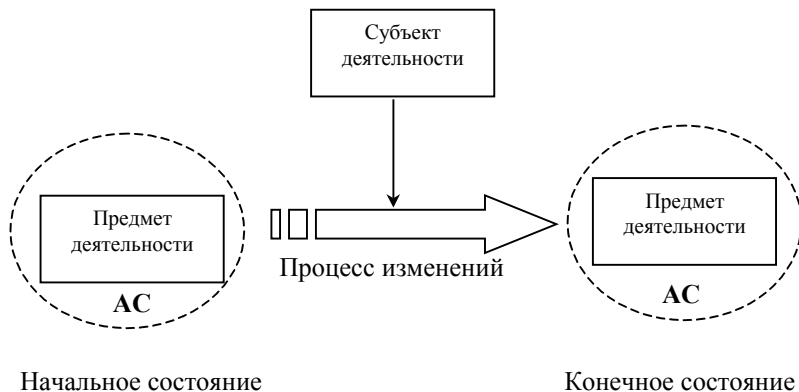 Субъект
деятельности
Предмет
деятельности
АС
Процесс изменений
Предмет
деятельности
АС
Начальное состояние
Конечное состояние